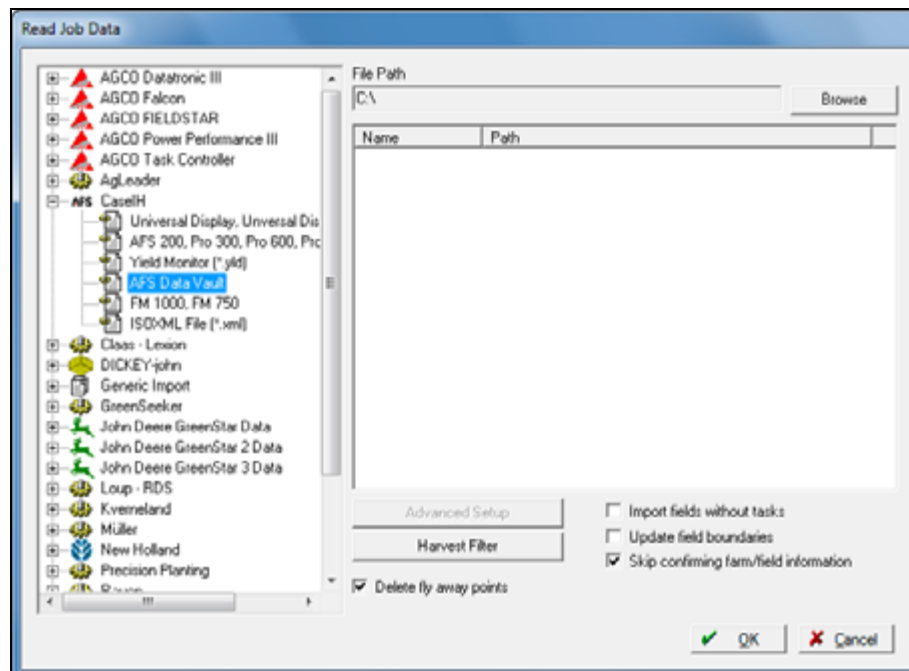 Read Job Data
AGCO Datatronic III
AGCO Falcon
AGCO FIELDSTAR
AGCO Power Performance III
AGCO Task Controller
AgLeader
AFS CaseIH
Universal Display, Unversal Dis
AFS 200, Pro 300, Pro 600, Prc
Yield Monitor (*.yld)
AFS Data Vault
FM 1000, FM 750
ISOXML File (*.xml)
Claas - Lexion
DICKEY-john
Generic Import
GreenSeeker
John Deere GreenStar Data
John Deere GreenStar 2 Data
John Deere GreenStar 3 Data
Loup - RDS
Kverneland
Müller
New Holland
Precision Planting
File Path
C:\
Browse
Name Path
Advanced Setup
Harvest Filter
Delete fly away points
Import fields without tasks
Update field boundaries
Skip confirming farm/field information
OK Cancel